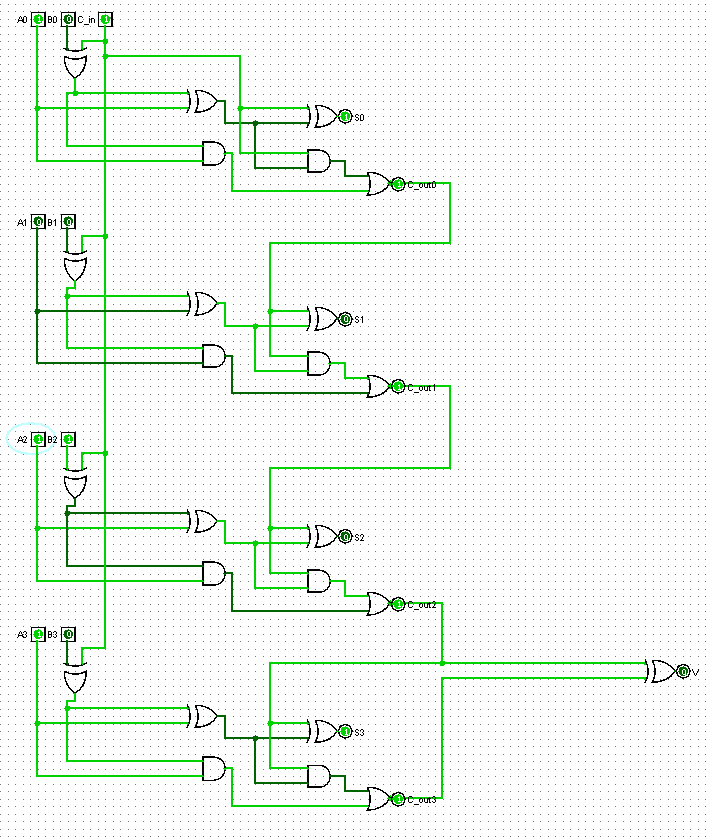 A0 1 B0 0 C_in 1
1 S0
1 C_out0
A1 0 B1 0
0 S1
1 C_out1
A2 1 B2 1
0 S2
1 C_out2
A3 1 B3 0
0 V
1 S3
1 C_out3